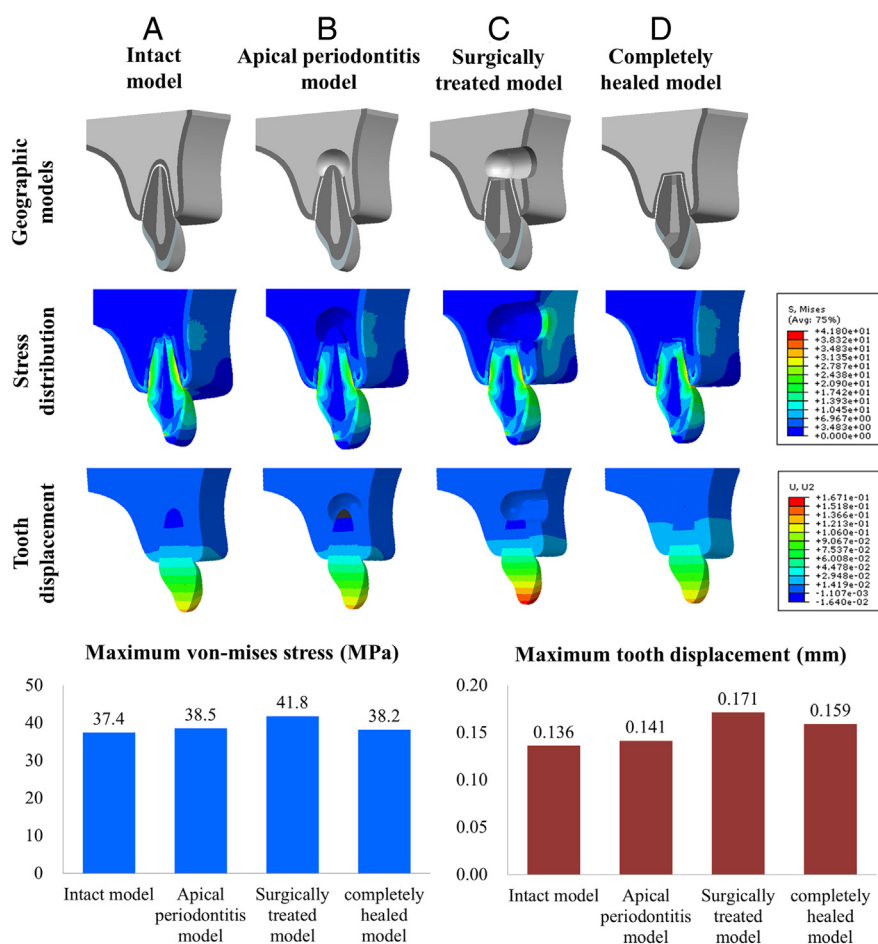 A
B
C
D
Intact
model
Apical periodontitis
model
Surgically
treated model
Completely
healed model
Geographic
models
Stress
distribution
S, Mises
(Avg: 75%)
+4.180e+01
+3.832e+01
+3.483e+01
+3.135e+01
+2.787e+01
+2.438e+01
+2.090e+01
+1.742e+01
+1.393e+01
+1.045e+01
+6.967e+00
+3.483e+00
+0.000e+00
Tooth
displacement
U, U2
+1.671e-01
+1.518e-01
+1.366e-01
+1.213e-01
+1.060e-01
+9.067e-02
+7.537e-02
+6.008e-02
+4.478e-02
+2.948e-02
+1.419e-02
-1.107e-03
-1.640e-02
Maximum von-mises stress (MPa)
50
40
30
20
10
0
37.4
38.5
41.8
38.2
Intact model
Apical
periodontitis
model
Surgically
treated
model
completely
healed
model
Maximum tooth displacement (mm)
0.20
0.15
0.10
0.05
0.00
0.136
0.141
0.171
0.159
Intact model
Apical
periodontitis
model
Surgically
treated
model
completely
healed
model